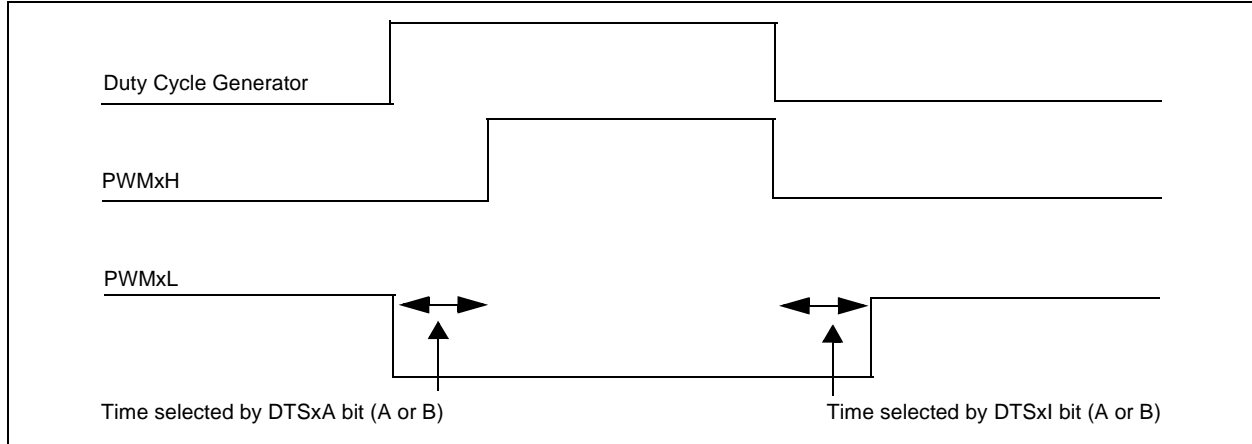 Duty Cycle Generator
PWMxH
PWMxL
Time selected by DTSxA bit (A or B)
Time selected by DTSxI bit (A or B)